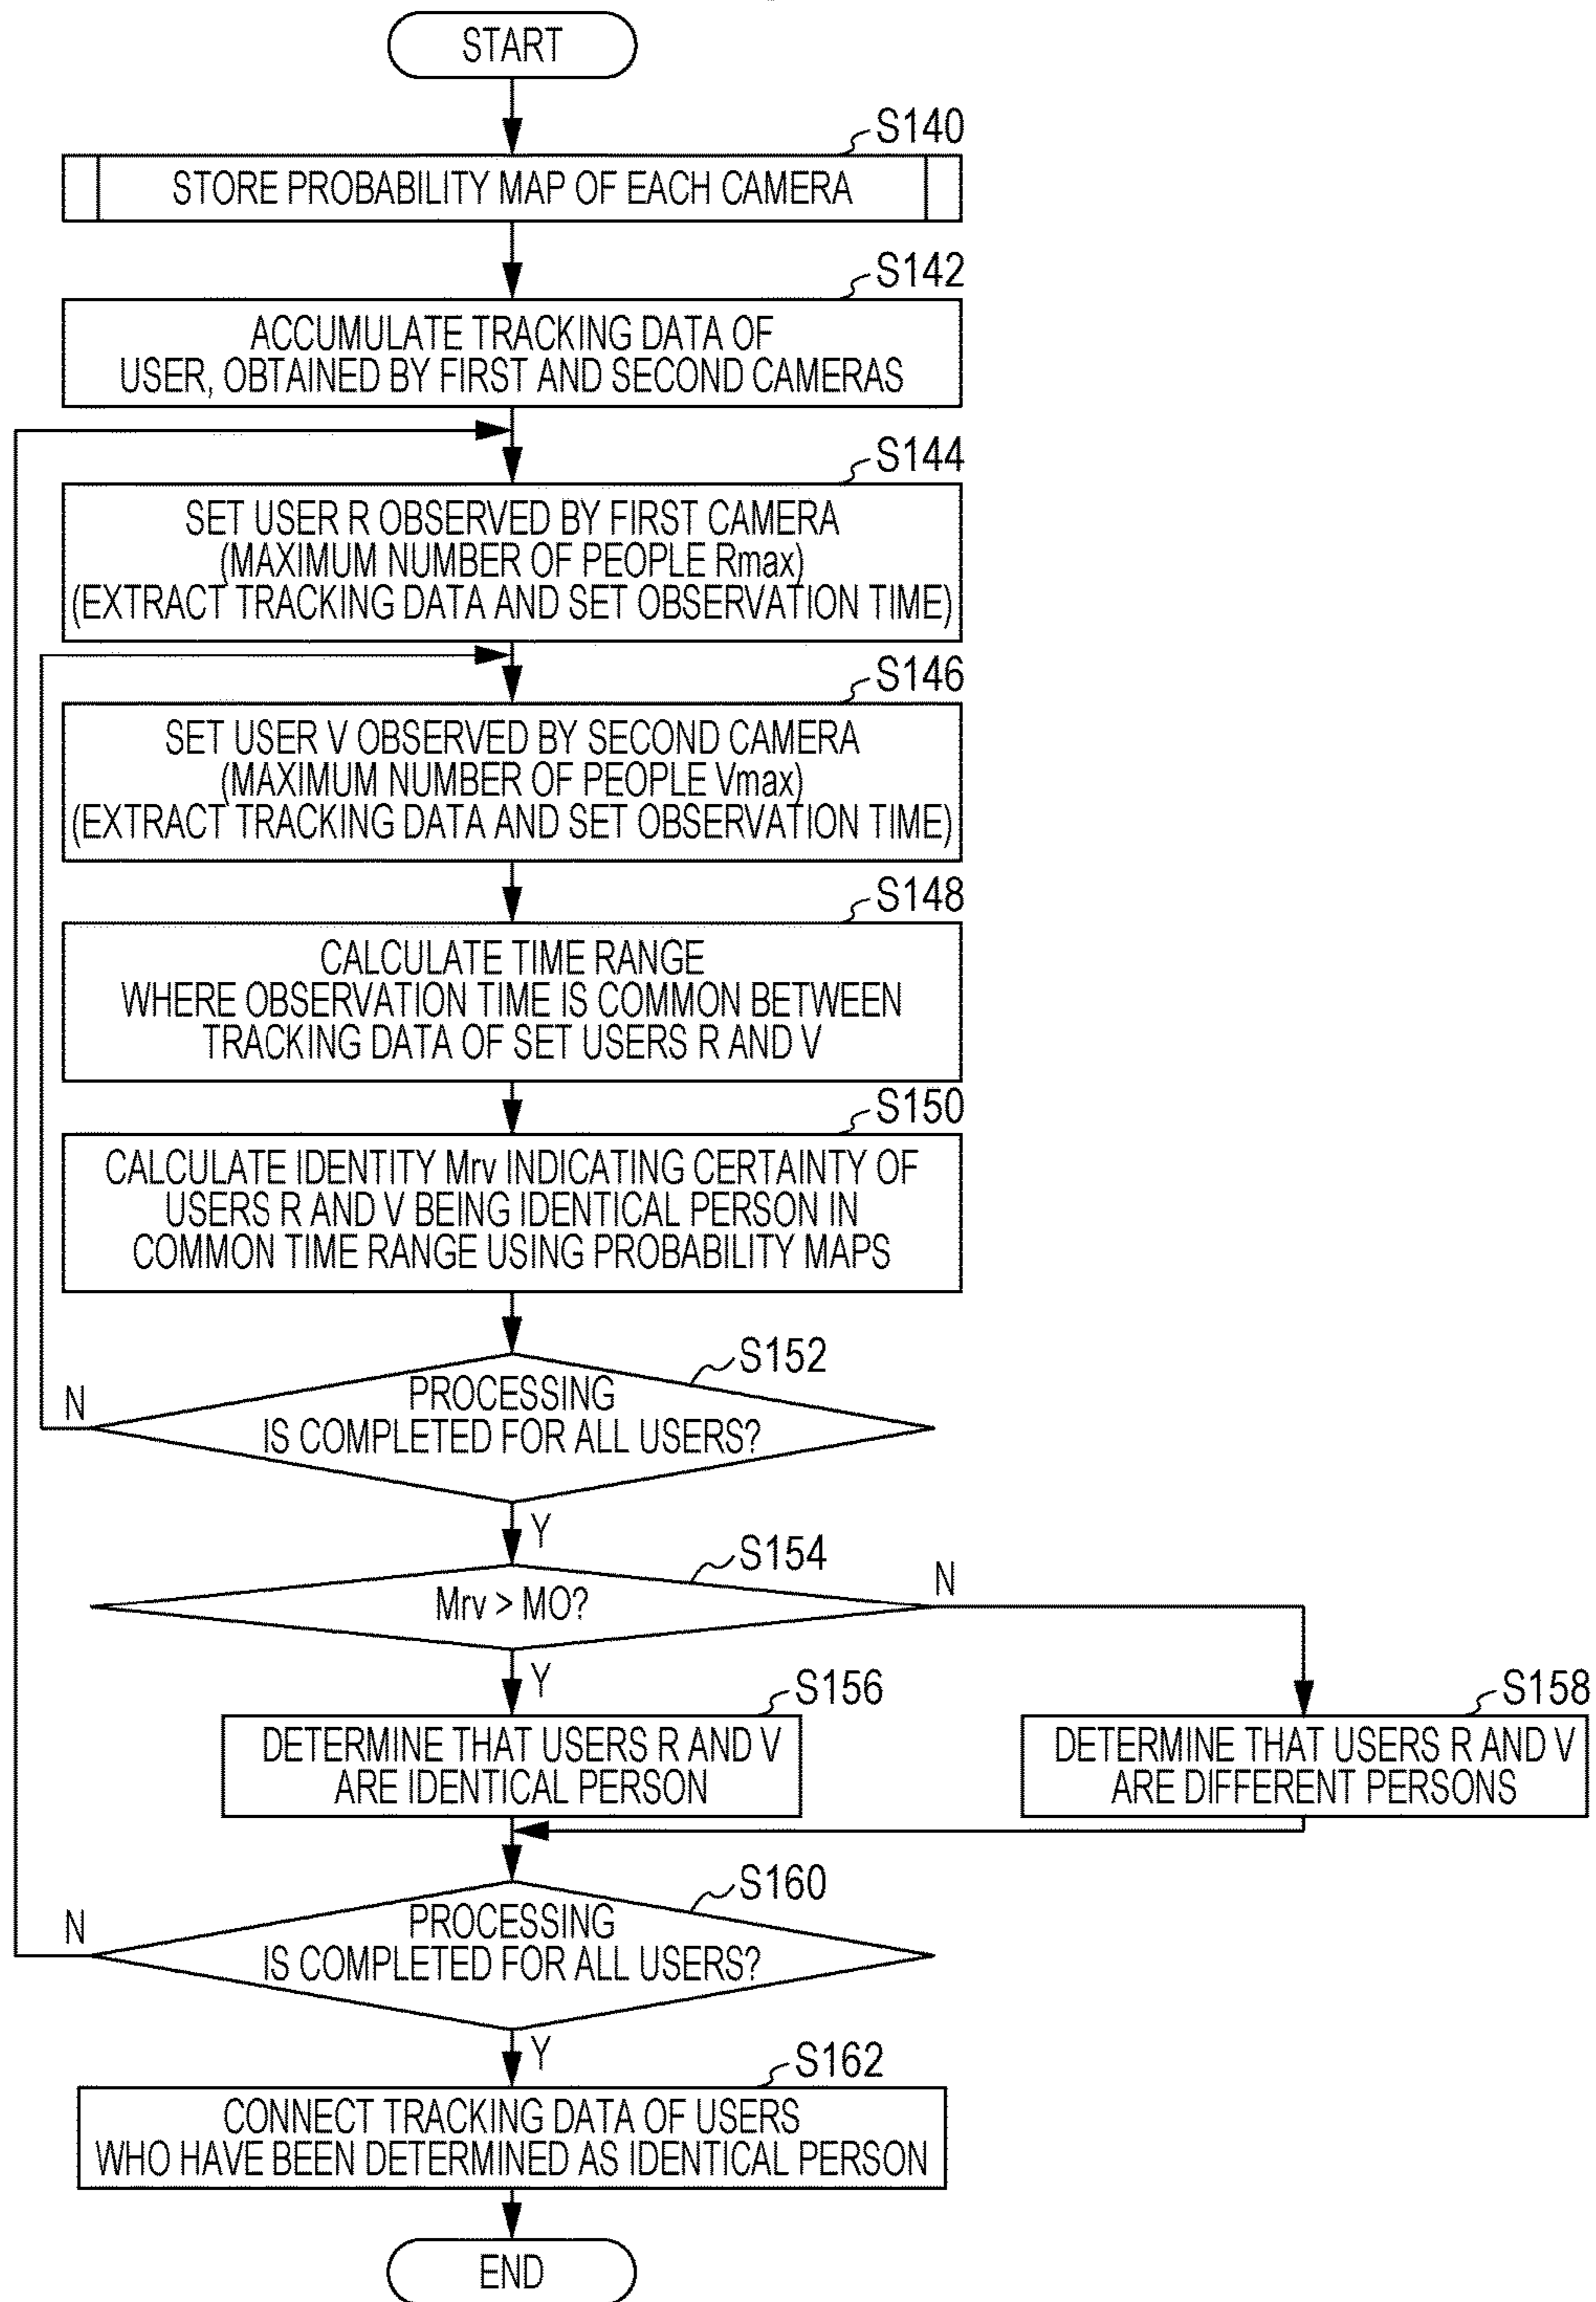 START
S140
STORE PROBABILITY MAP OF EACH CAMERA
S142
ACCUMULATE TRACKING DATA OF
USER, OBTAINED BY FIRST AND SECOND CAMERAS
S144
SET USER R OBSERVED BY FIRST CAMERA
(MAXIMUM NUMBER OF PEOPLE Rmax)
(EXTRACT TRACKING DATA AND SET OBSERVATION TIME)
S146
SET USER V OBSERVED BY SECOND CAMERA
(MAXIMUM NUMBER OF PEOPLE Vmax)
(EXTRACT TRACKING DATA AND SET OBSERVATION TIME)
S148
CALCULATE TIME RANGE
WHERE OBSERVATION TIME IS COMMON BETWEEN
TRACKING DATA OF SET USERS R AND V
S150
CALCULATE IDENTITY Mrv INDICATING CERTAINTY OF
USERS R AND V BEING IDENTICAL PERSON IN
COMMON TIME RANGE USING PROBABILITY MAPS
S152
N
PROCESSING
IS COMPLETED FOR ALL USERS?
Y
S154
N
Mrv > MO?
Y
S156
S158
DETERMINE THAT USERS R AND V
ARE IDENTICAL PERSON
DETERMINE THAT USERS R AND V
ARE DIFFERENT PERSONS
S160
N
PROCESSING
IS COMPLETED FOR ALL USERS?
Y
S162
CONNECT TRACKING DATA OF USERS
WHO HAVE BEEN DETERMINED AS IDENTICAL PERSON
END